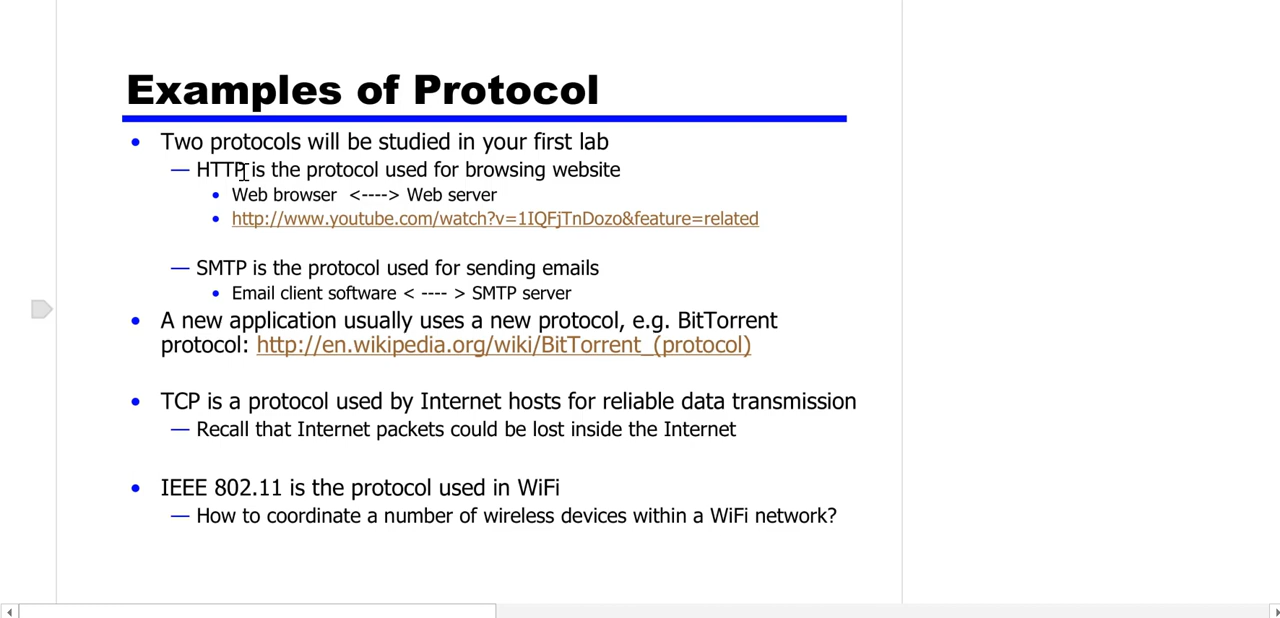 Examples of Protocol
• Two protocols will be studied in your first lab
— HTTP is the protocol used for browsing website
• Web browser <----> Web server
• http://www.youtube.com/watch?v=1IQFjTnDozo&feature=related
— SMTP is the protocol used for sending emails
• Email client software < ---- > SMTP server
• A new application usually uses a new protocol, e.g. BitTorrent
protocol: http://en.wikipedia.org/wiki/BitTorrent_(protocol)
• TCP is a protocol used by Internet hosts for reliable data transmission
— Recall that Internet packets could be lost inside the Internet
• IEEE 802.11 is the protocol used in WiFi
— How to coordinate a number of wireless devices within a WiFi network?